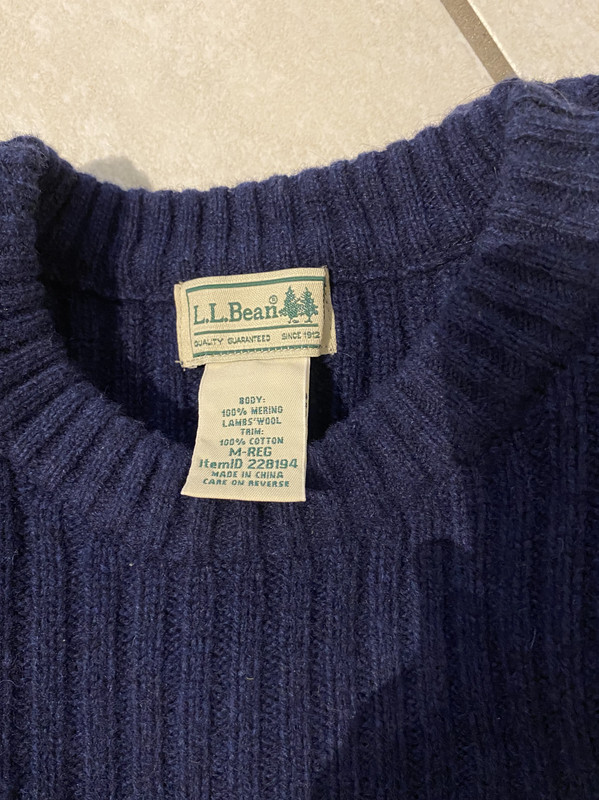 L.L.Bean®
QUALITY GUARANTEED SINCE 1912
BODY:
100% MERINO
LAMBS'WOOL
TRIM:
100% COTTON
M-REG
ItemID 228194
MADE IN CHINA
CARE ON REVERSE